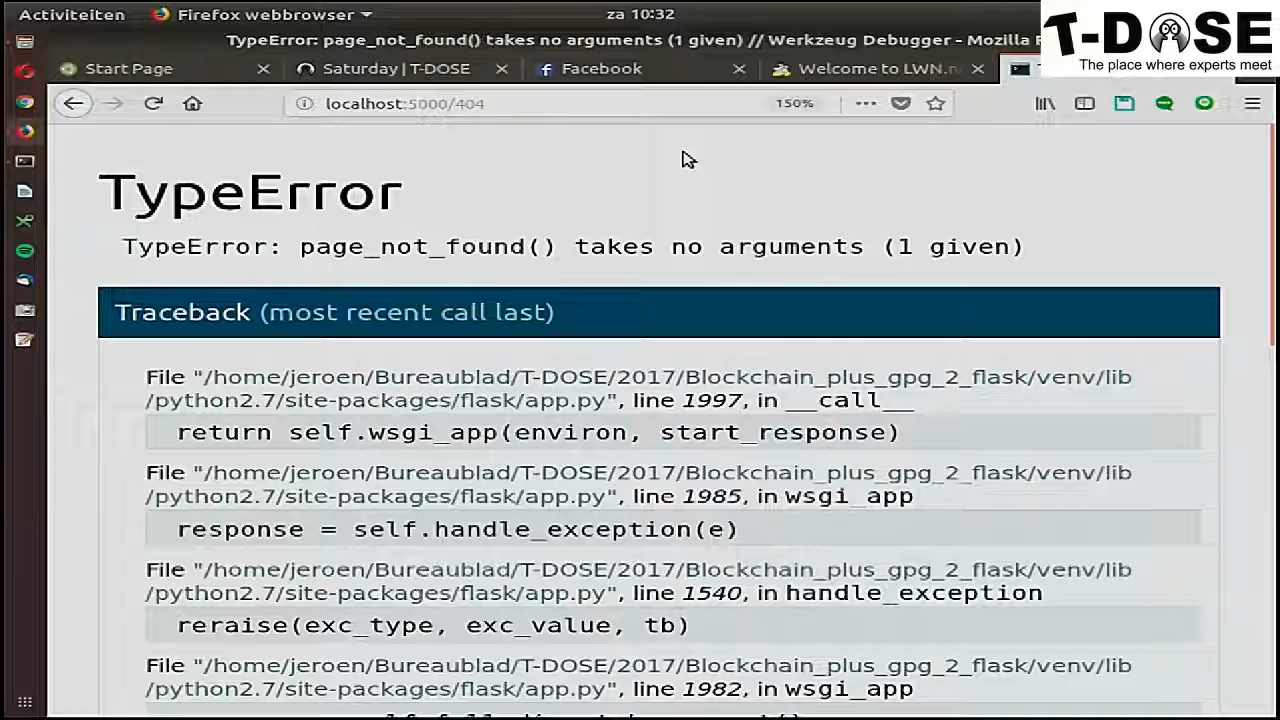 Activiteiten
Firefox webbrowser
za 10:32
T-DOSE
The place where experts meet
TypeError: page_not_found() takes no arguments (1 given) // Werkzeug Debugger - Mozilla
Start Page
Saturday | T-DOSE
Facebook
Welcome to LWN.n
localhost:5000/404
150%
TypeError
TypeError: page_not_found() takes no arguments (1 given)
Traceback (most recent call last)
File "/home/jeroen/Bureaublad/T-DOSE/2017/Blockchain_plus_gpg_2_flask/venv/lib
/python2.7/site-packages/flask/app.py", line 1997, in __call__
return self.wsgi_app(environ, start_response)
File "/home/jeroen/Bureaublad/T-DOSE/2017/Blockchain_plus_gpg_2_flask/venv/lib
/python2.7/site-packages/flask/app.py", line 1985, in wsgi_app
response = self.handle_exception(e)
File "/home/jeroen/Bureaublad/T-DOSE/2017/Blockchain_plus_gpg_2_flask/venv/lib
/python2.7/site-packages/flask/app.py", line 1540, in handle_exception
reraise(exc_type, exc_value, tb)
File "/home/jeroen/Bureaublad/T-DOSE/2017/Blockchain_plus_gpg_2_flask/venv/lib
/python2.7/site-packages/flask/app.py", line 1982, in wsgi_app